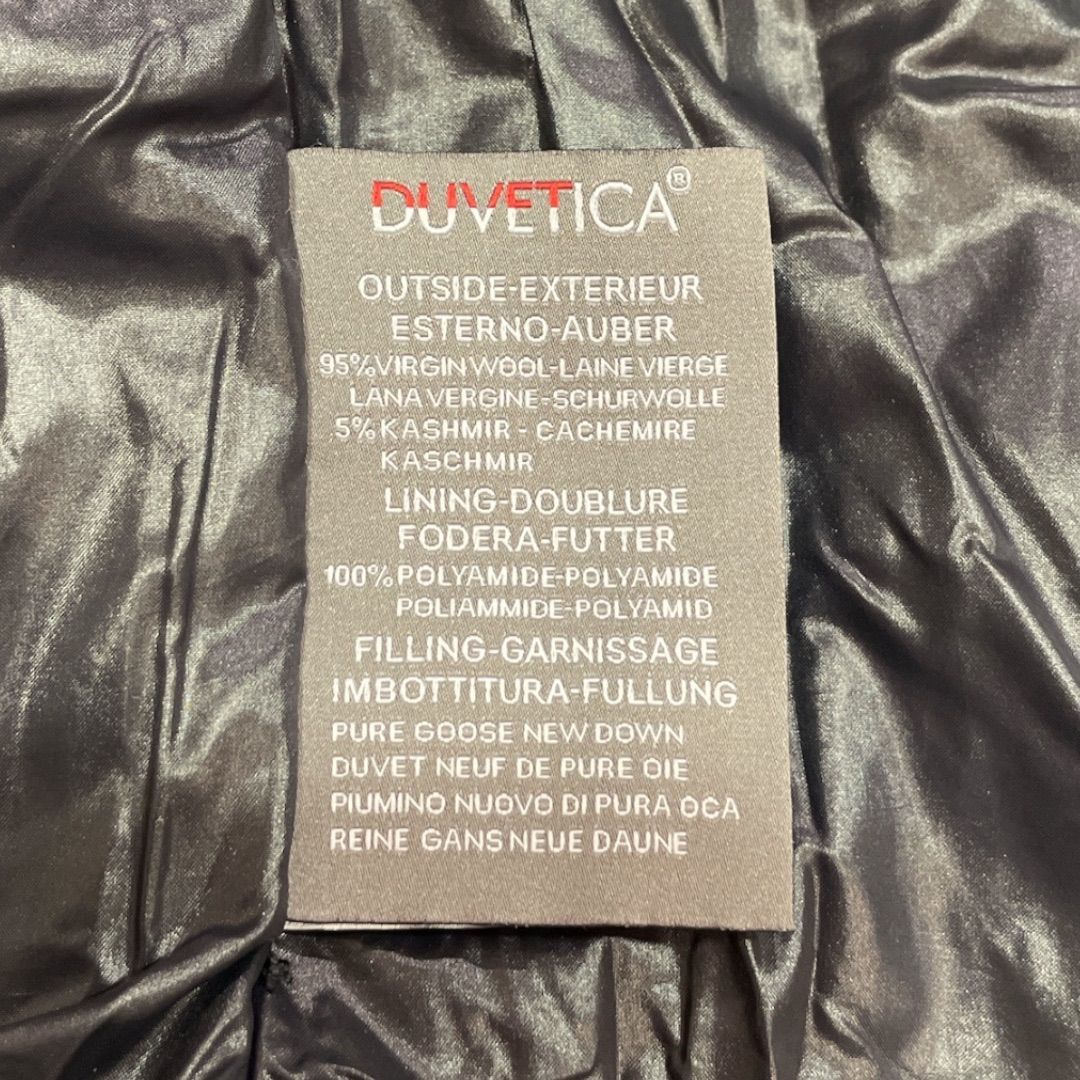 DUVETICA®
OUTSIDE-EXTERIEUR
ESTERNO-AUBER
95%VIRGIN WOOL-LAINE VIERGE
LANA VERGINE-SCHURWOLLE
5%KASHMIR - CACHEMIRE
KASCHMIR
LINING-DOUBLURE
FODERA-FUTTER
100%POLYAMIDE-POLYAMIDE
POLIAMMIDE-POLYAMID
FILLING-GARNISSAGE
IMBOTTITURA-FULLUNG
PURE GOOSE NEW DOWN
DUVET NEUF DE PURE OIE
PIUMINO NUOVO DI PURA OCA
REINE GANS NEUE DAUNE